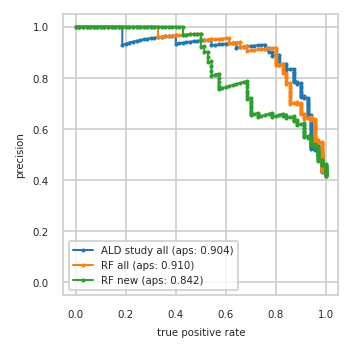 1.0
0.8
0.6
0.4
0.2
0.0
precision
ALD study all (aps: 0.904)
RF all (aps: 0.910)
RF new (aps: 0.842)
0.0 0.2 0.4 0.6 0.8 1.0
true positive rate